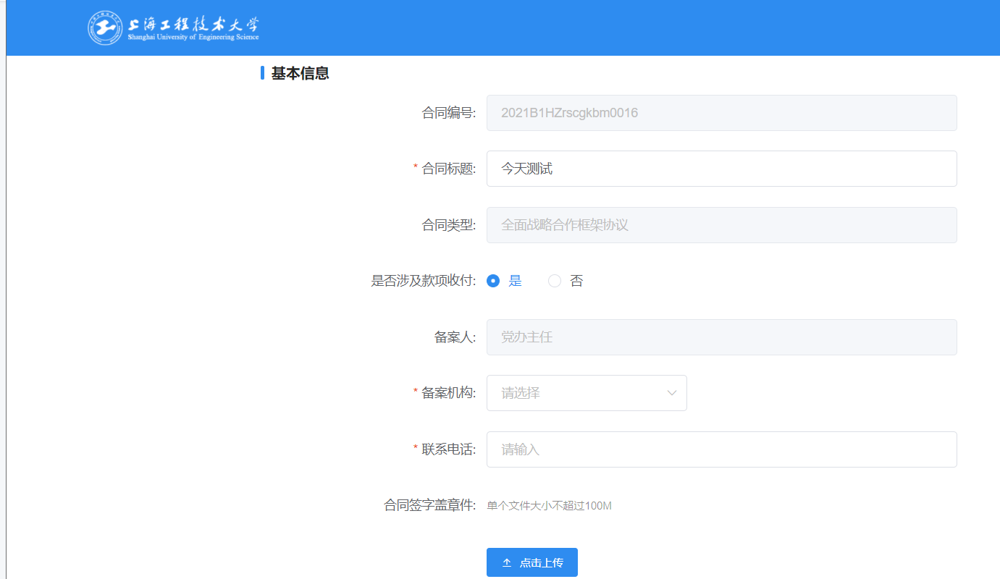 上海工程技术大学
Shanghai University of Engineering Science
基本信息
合同编号: 2021B1HZrscgkbm0016
* 合同标题: 今天测试
合同类型: 全面战略合作框架协议
是否涉及款项收付: 是 否
备案人: 党办主任
* 备案机构: 请选择
* 联系电话: 请输入
合同签字盖章件: 单个文件大小不超过100M
点击上传